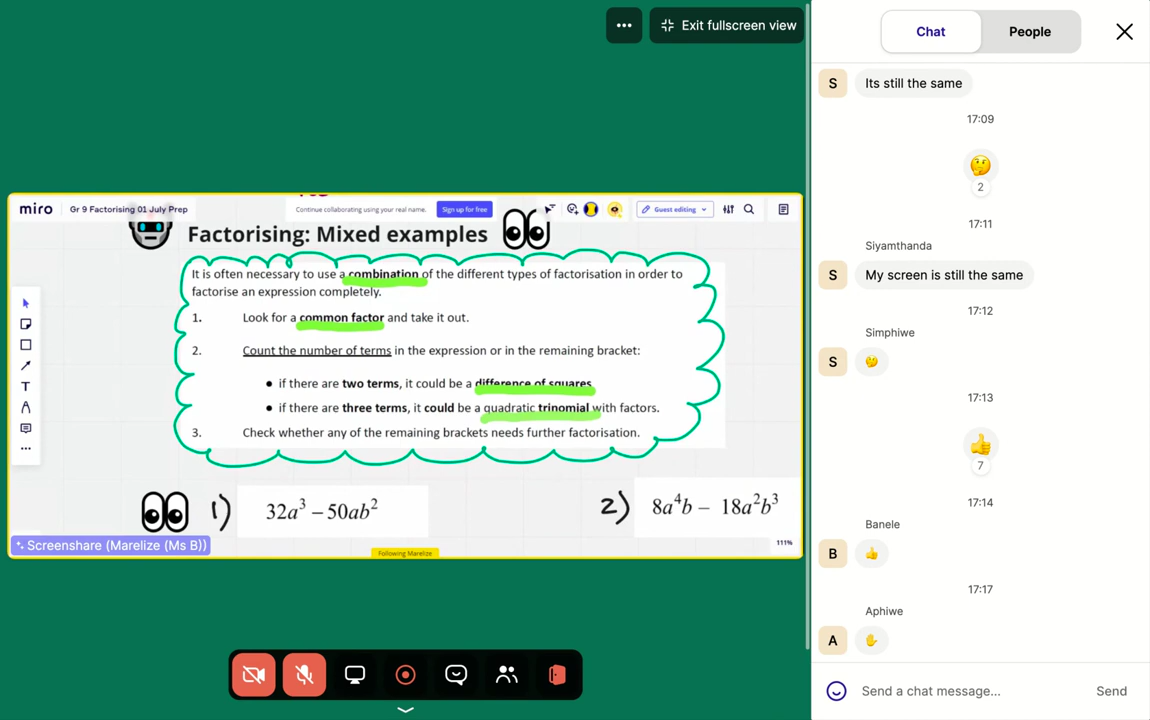 Exit fullscreen view
Chat
People
S
Its still the same
17:09
2
17:11
Siyamthanda
S
My screen is still the same
17:12
Simphiwe
S
17:13
7
17:14
Banele
B
17:17
Aphiwe
A
Send a chat message...
Send
miro
Gr 9 Factorising 01 July Prep
Continue collaborating using your real name.
Sign up for free
Guest editing
Factorising: Mixed examples
It is often necessary to use a combination of the different types of factorisation in order to
factorise an expression completely.
1. Look for a common factor and take it out.
2. Count the number of terms in the expression or in the remaining bracket:
• if there are two terms, it could be a difference of squares
• if there are three terms, it could be a quadratic trinomial with factors.
3. Check whether any of the remaining brackets needs further factorisation.
1) 32a³ – 50ab²
2) 8a⁴b – 18a²b³
Screenshare (Marelize (Ms B))
Following Marelize
111%